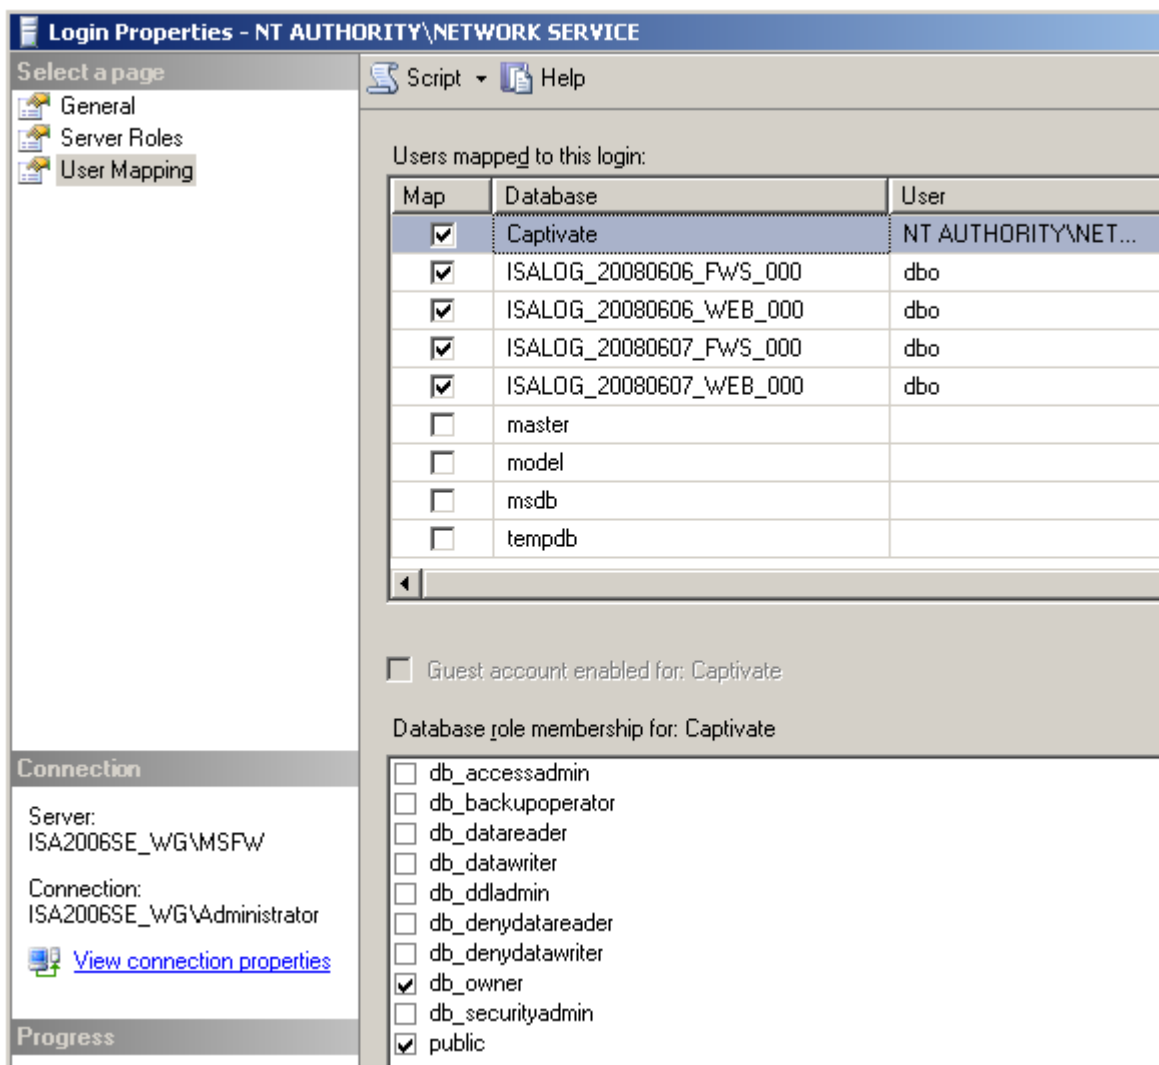 Login Properties - NT AUTHORITY\NETWORK SERVICE
Select a page
General
Server Roles
User Mapping
Script Help
Users mapped to this login:
Map Database User
Captivate NT AUTHORITY\NET...
ISALOG_20080606_FWS_000 dbo
ISALOG_20080606_WEB_000 dbo
ISALOG_20080607_FWS_000 dbo
ISALOG_20080607_WEB_000 dbo
master
model
msdb
tempdb
Guest account enabled for: Captivate
Database role membership for: Captivate
db_accessadmin
db_backupoperator
db_datareader
db_datawriter
db_ddladmin
db_denydatareader
db_denydatawriter
db_owner
db_securityadmin
public
Connection
Server:
ISA2006SE_WG\MSFW
Connection:
ISA2006SE_WG\Administrator
View connection properties
Progress